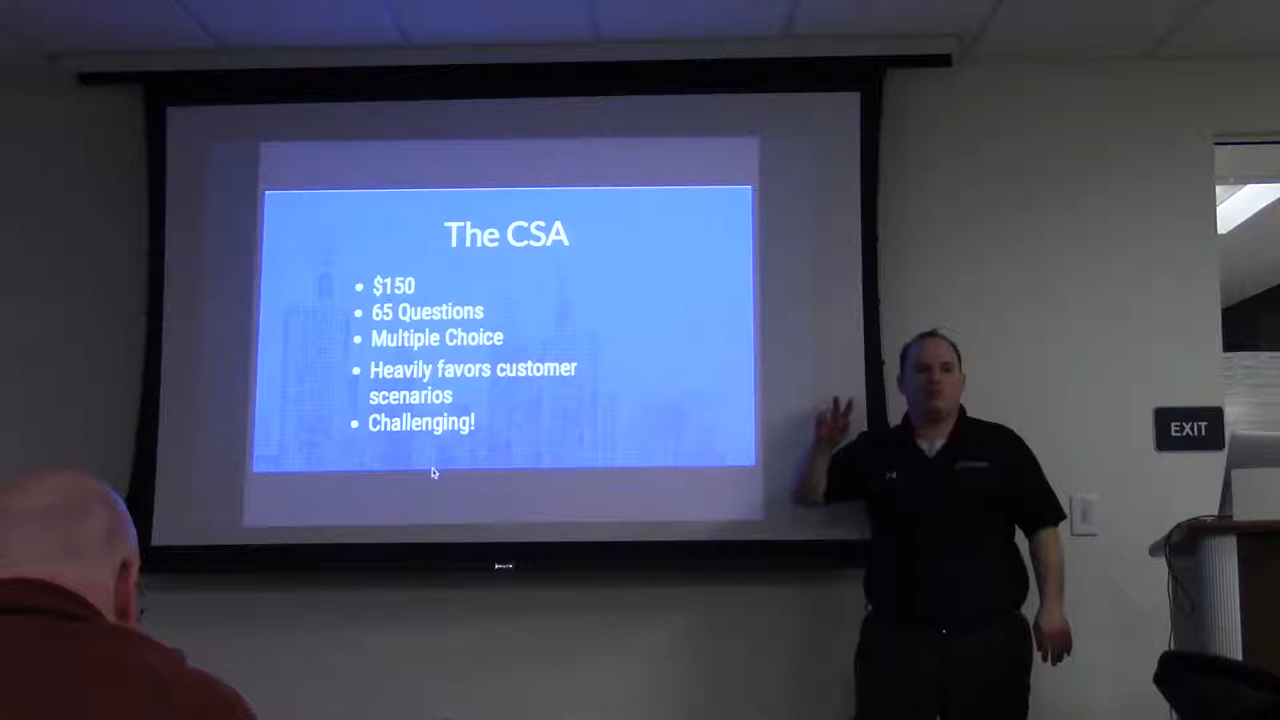 The CSA
• $150
• 65 Questions
• Multiple Choice
• Heavily favors customer
scenarios
• Challenging!
EXIT